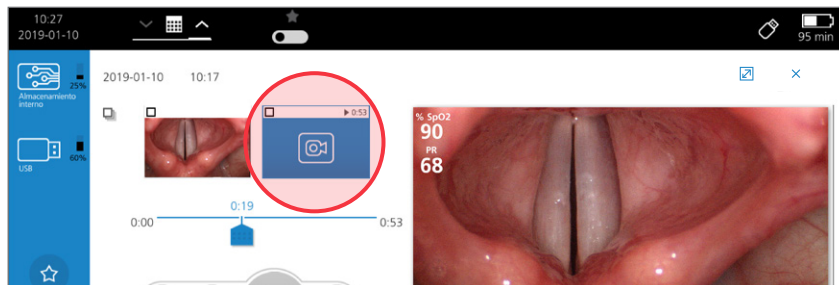 10:27
2019-01-10
95 min
25%
Almacenamiento
interno
60%
USB
2019-01-10 10:17
0:53
0:19
0:00
0:53
% SpO2
90
PR
68